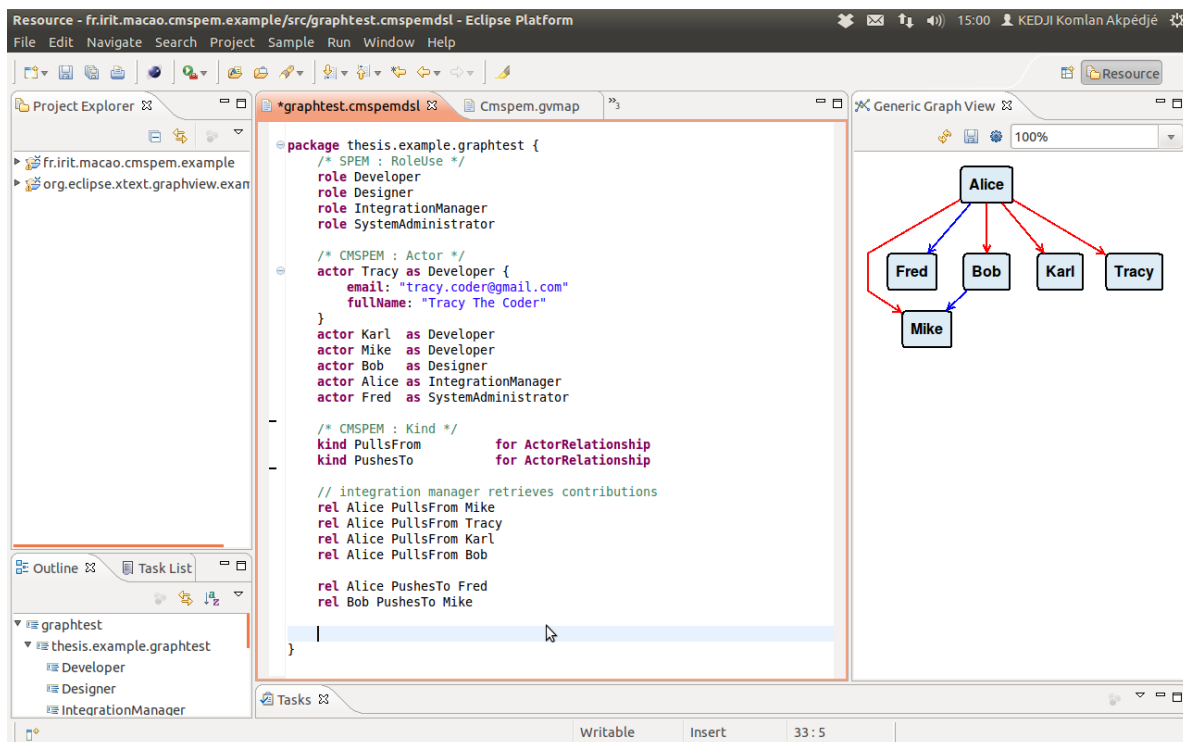 Resource - fr.irit.macao.cmspem.example/src/graphtest.cmspemdsl - Eclipse Platform
15:00
KEDJI Komlan Akpédjé
File Edit Navigate Search Project Sample Run Window Help
Resource
Project Explorer
*graphtest.cmspemdsl
Cmspem.gvmap
»3
Generic Graph View
100%
fr.irit.macao.cmspem.example
org.eclipse.xtext.graphview.exam
package thesis.example.graphtest {
/* SPEM : RoleUse */
role Developer
role Designer
role IntegrationManager
role SystemAdministrator
/* CMSPEM : Actor */
actor Tracy as Developer {
email: "tracy.coder@gmail.com"
fullName: "Tracy The Coder"
}
actor Karl as Developer
actor Mike as Developer
actor Bob as Designer
actor Alice as IntegrationManager
actor Fred as SystemAdministrator
/* CMSPEM : Kind */
kind PullsFrom for ActorRelationship
kind PushesTo for ActorRelationship
// integration manager retrieves contributions
rel Alice PullsFrom Mike
rel Alice PullsFrom Tracy
rel Alice PullsFrom Karl
rel Alice PullsFrom Bob
rel Alice PushesTo Fred
rel Bob PushesTo Mike
}
Alice
Fred
Bob
Karl
Tracy
Mike
Outline
Task List
graphtest
thesis.example.graphtest
Developer
Designer
IntegrationManager
Tasks
Writable
Insert
33 : 5